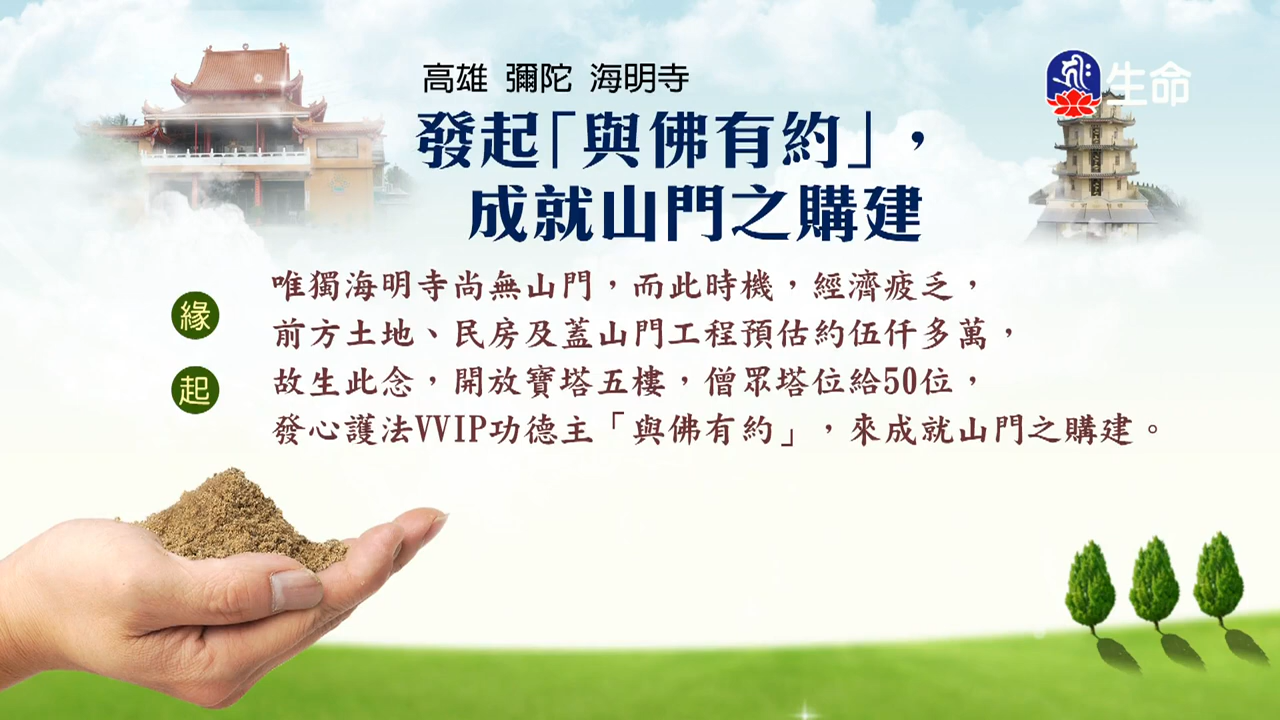 高雄 彌陀 海明寺
生命
發起「與佛有約」，
成就山門之購建
緣起
唯獨海明寺尚無山門，而此時機，經濟疲乏，
前方土地、民房及蓋山門工程預估約伍仟多萬，
故生此念，開放寶塔五樓，僧眾塔位給50位，
發心護法VVIP功德主「與佛有約」，來成就山門之購建。